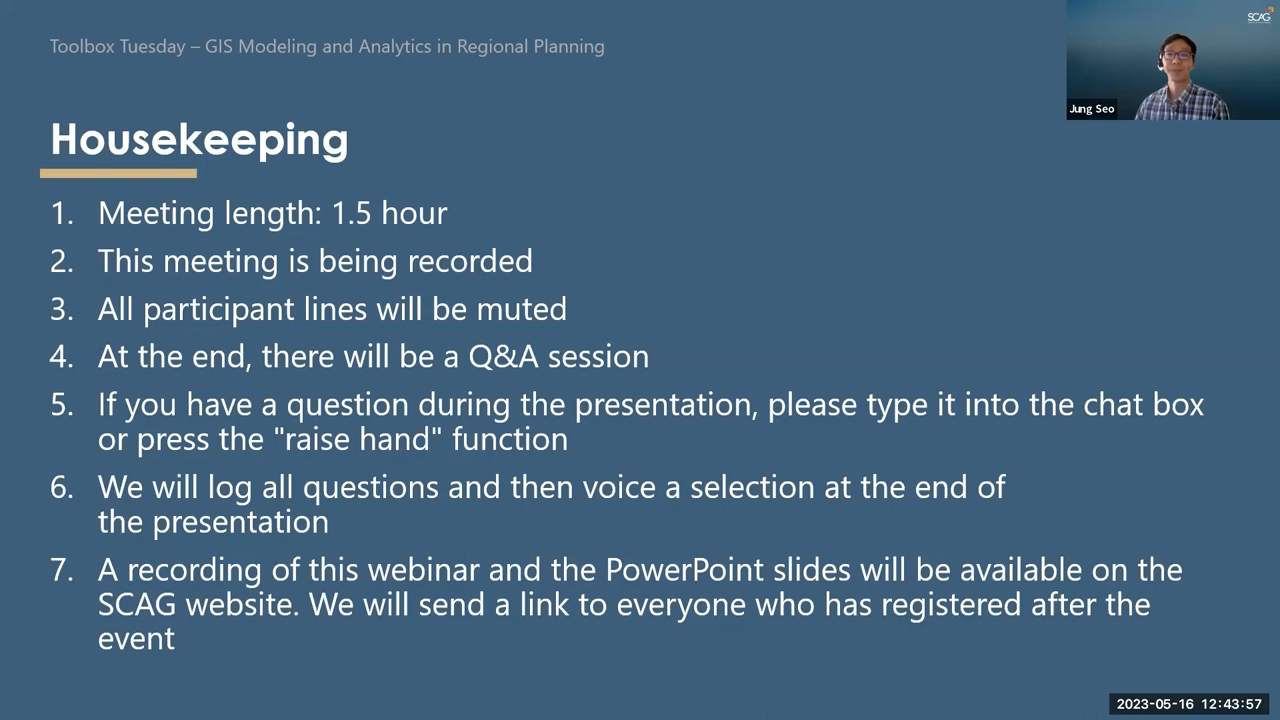 Toolbox Tuesday – GIS Modeling and Analytics in Regional Planning
SCAG
Jung Seo
Housekeeping
1. Meeting length: 1.5 hour
2. This meeting is being recorded
3. All participant lines will be muted
4. At the end, there will be a Q&A session
5. If you have a question during the presentation, please type it into the chat box
or press the "raise hand" function
6. We will log all questions and then voice a selection at the end of
the presentation
7. A recording of this webinar and the PowerPoint slides will be available on the
SCAG website. We will send a link to everyone who has registered after the
event
2023-05-16 12:43:57